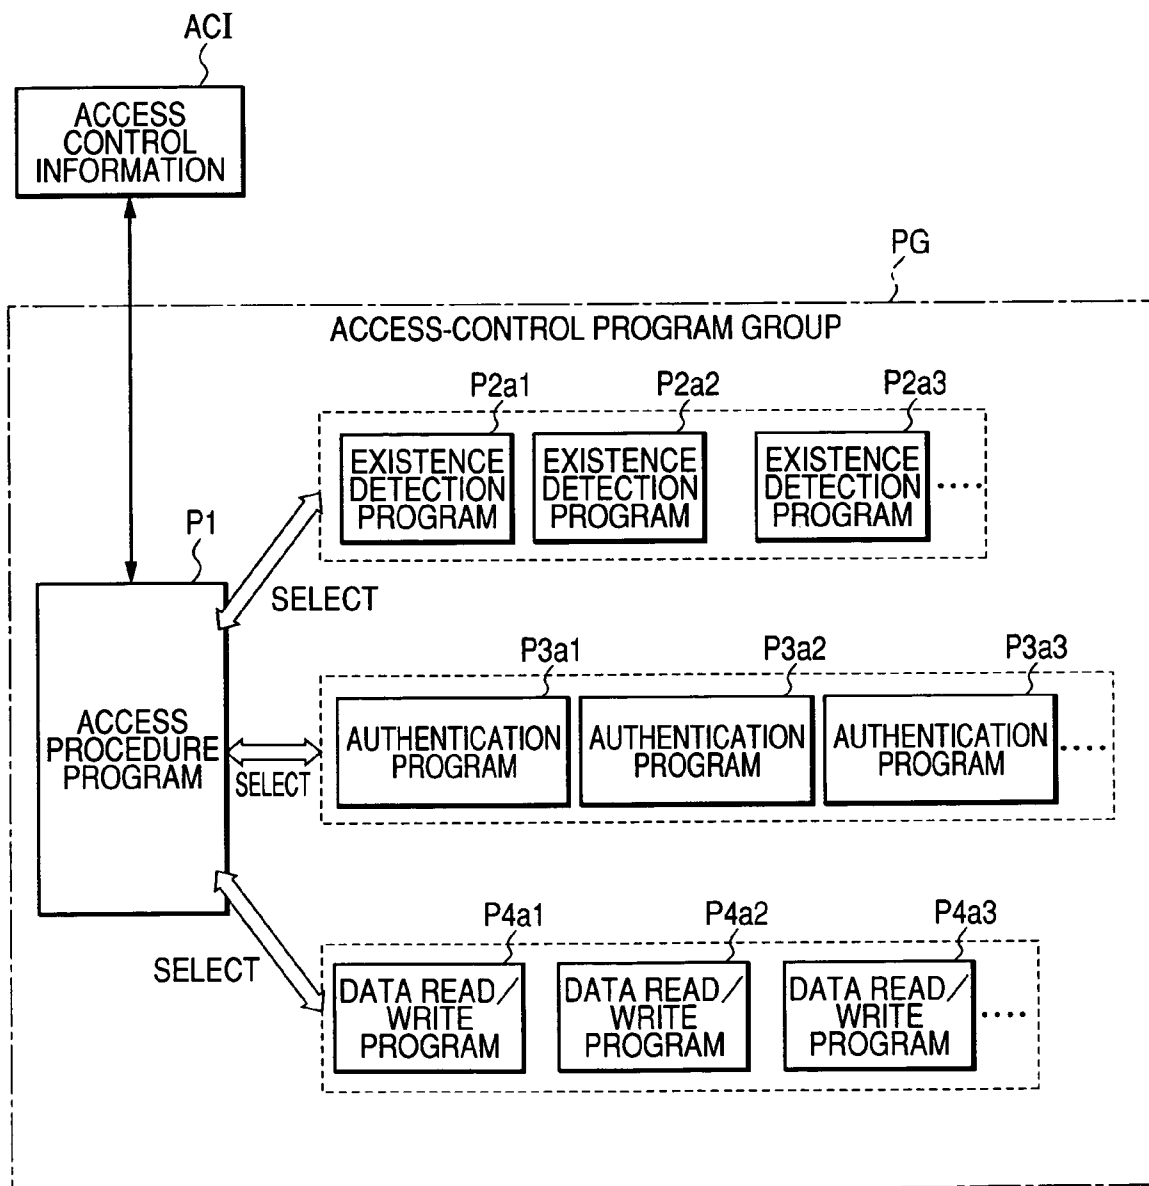 ACI
ACCESS
CONTROL
INFORMATION
PG
ACCESS-CONTROL PROGRAM GROUP
P2a1
P2a2
P2a3
EXISTENCE
DETECTION
PROGRAM
EXISTENCE
DETECTION
PROGRAM
EXISTENCE
DETECTION
PROGRAM
....
P1
SELECT
ACCESS
PROCEDURE
PROGRAM
P3a1
P3a2
P3a3
AUTHENTICATION
PROGRAM
AUTHENTICATION
PROGRAM
AUTHENTICATION
PROGRAM
....
SELECT
P4a1
P4a2
P4a3
SELECT
DATA READ/
WRITE
PROGRAM
DATA READ/
WRITE
PROGRAM
DATA READ/
WRITE
PROGRAM
....